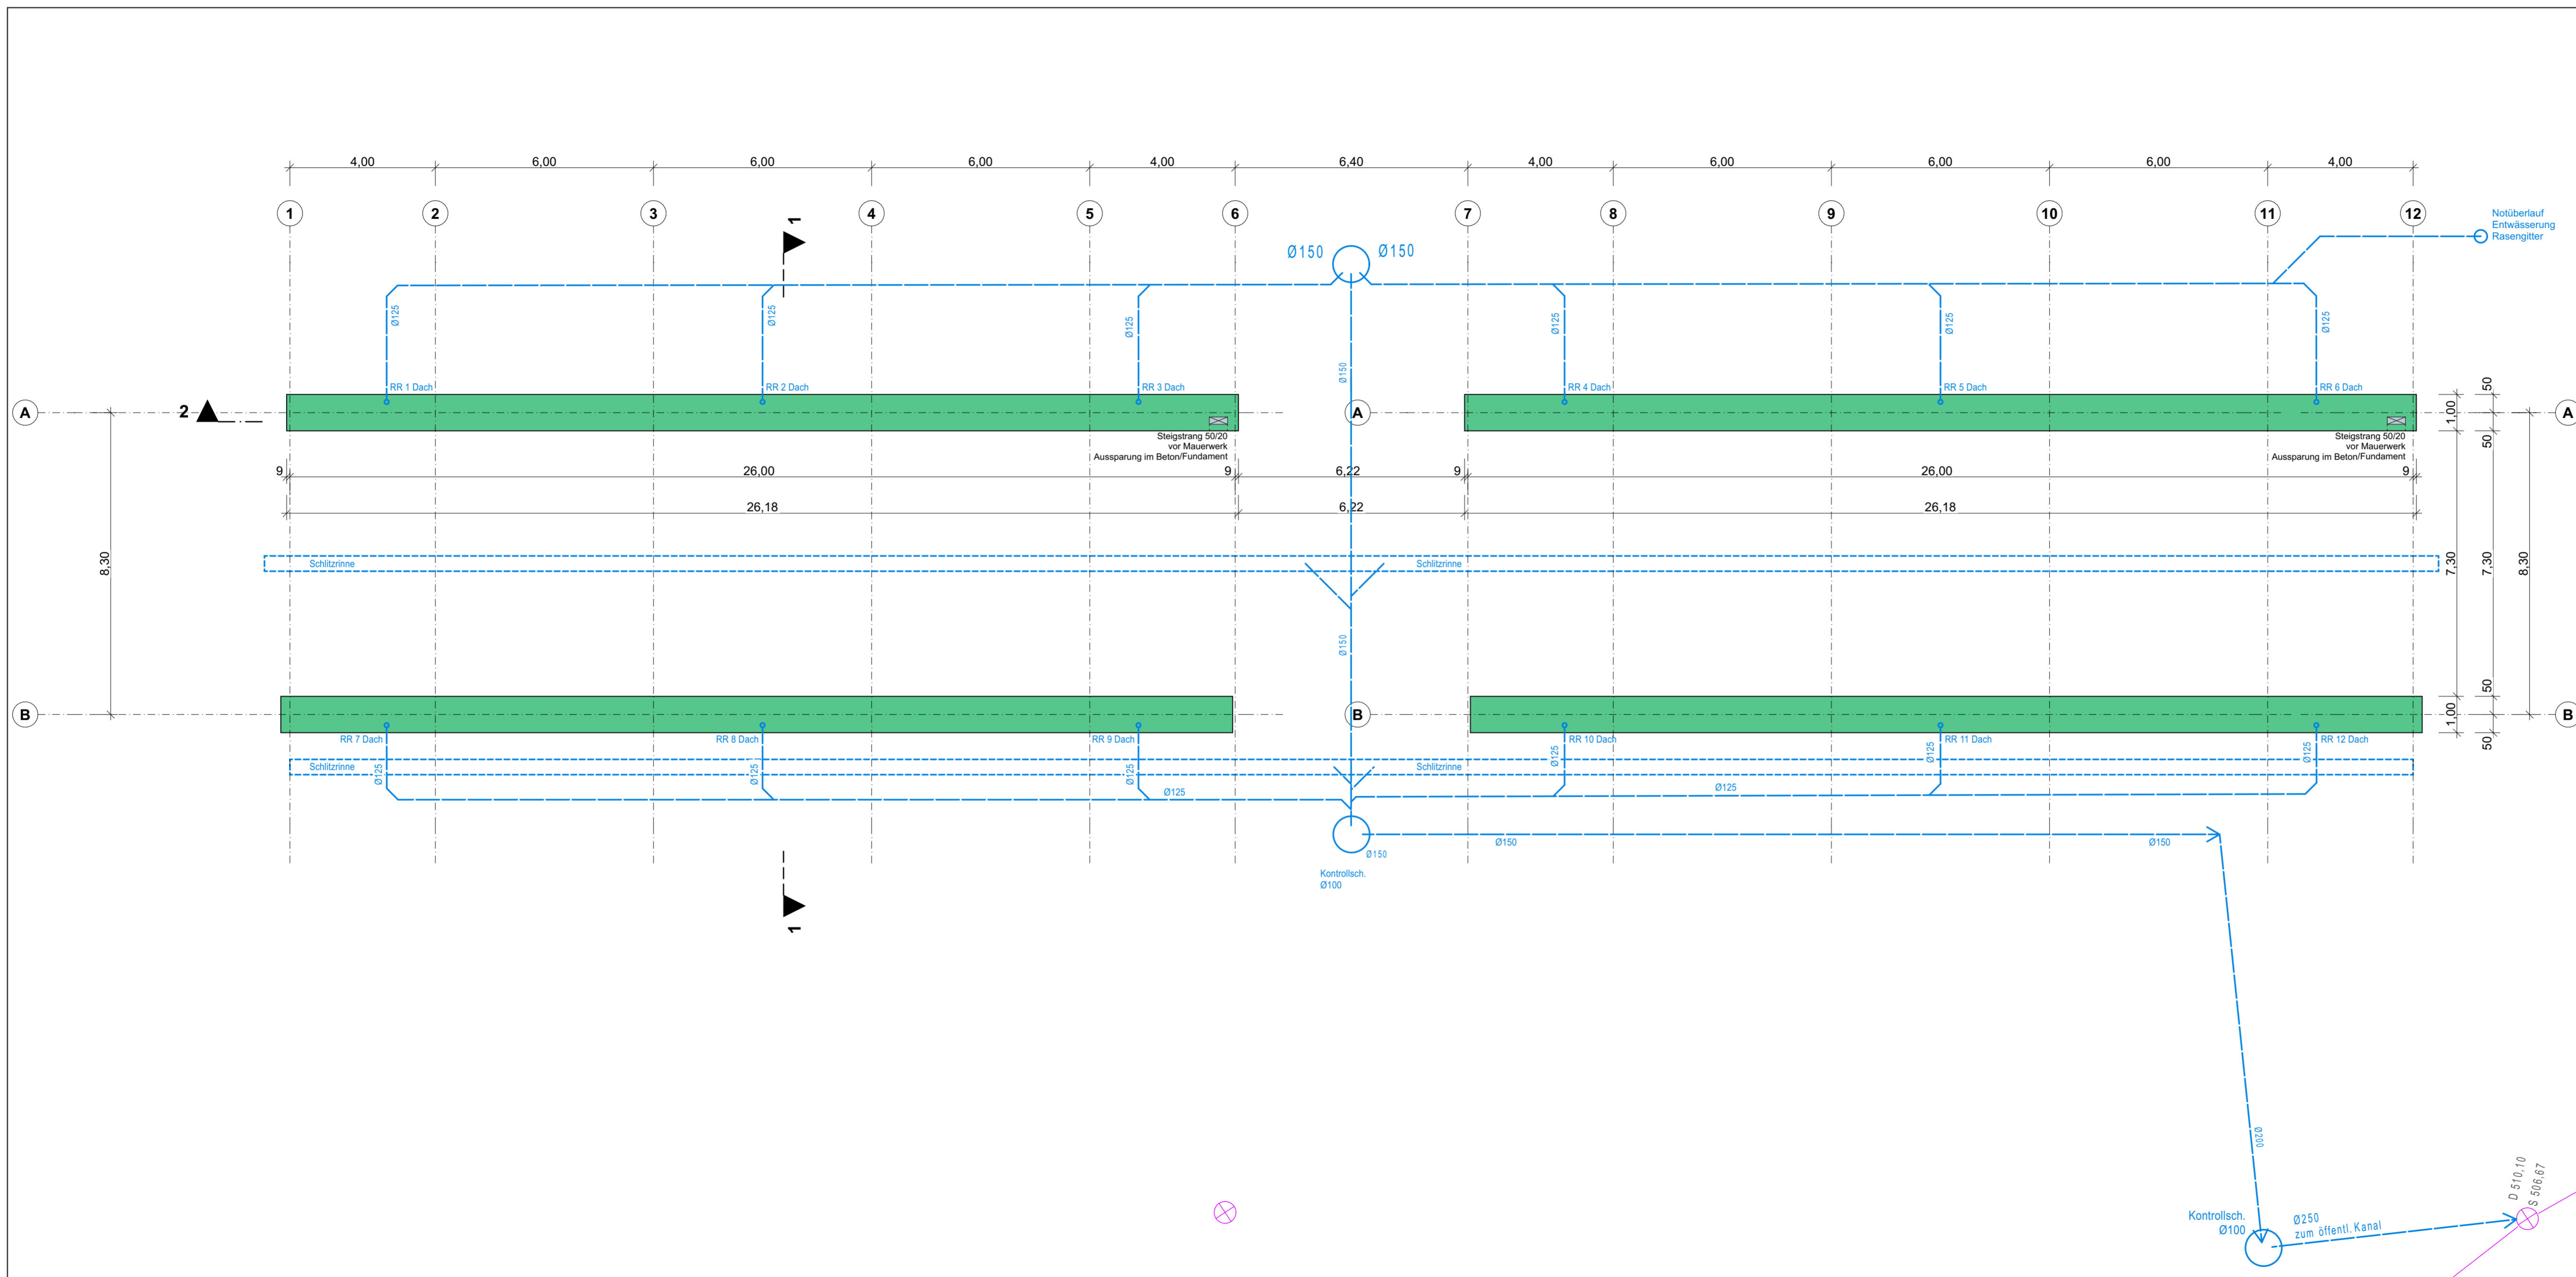 4,00 6,00 6,00 6,00 4,00 6,40 4,00 6,00 6,00 6,00 4,00
1 2 3 4 5 6 7 8 9 10 11 12
Notüberlauf
Entwässerung
Rasengitter
1
Ø150 Ø150
Ø125 Ø125 Ø125 Ø125 Ø125 Ø125
Ø150
RR 1 Dach RR 2 Dach RR 3 Dach RR 4 Dach RR 5 Dach RR 6 Dach
A 2 A A
50
1,00
50
Steigstrang 50/20
vor Mauerwerk
Aussparung im Beton/Fundament
Steigstrang 50/20
vor Mauerwerk
Aussparung im Beton/Fundament
9 26,00 9 6,22 9 26,00 9
26,18 6,22 26,18
8,30
Schlitzrinne Schlitzrinne
7,30 7,30 8,30
Ø150
50
1,00
50
B B B
RR 7 Dach RR 8 Dach RR 9 Dach RR 10 Dach RR 11 Dach RR 12 Dach
Ø125 Ø125 Ø125 Ø125 Ø125 Ø125
Schlitzrinne Schlitzrinne
Ø125 Ø125
Ø150 Ø150
Ø150
Kontrollsch.
Ø100
1
Ø200
D 510,10
S 506,67
Kontrollsch.
Ø100
Ø250
zum öffentl. Kanal